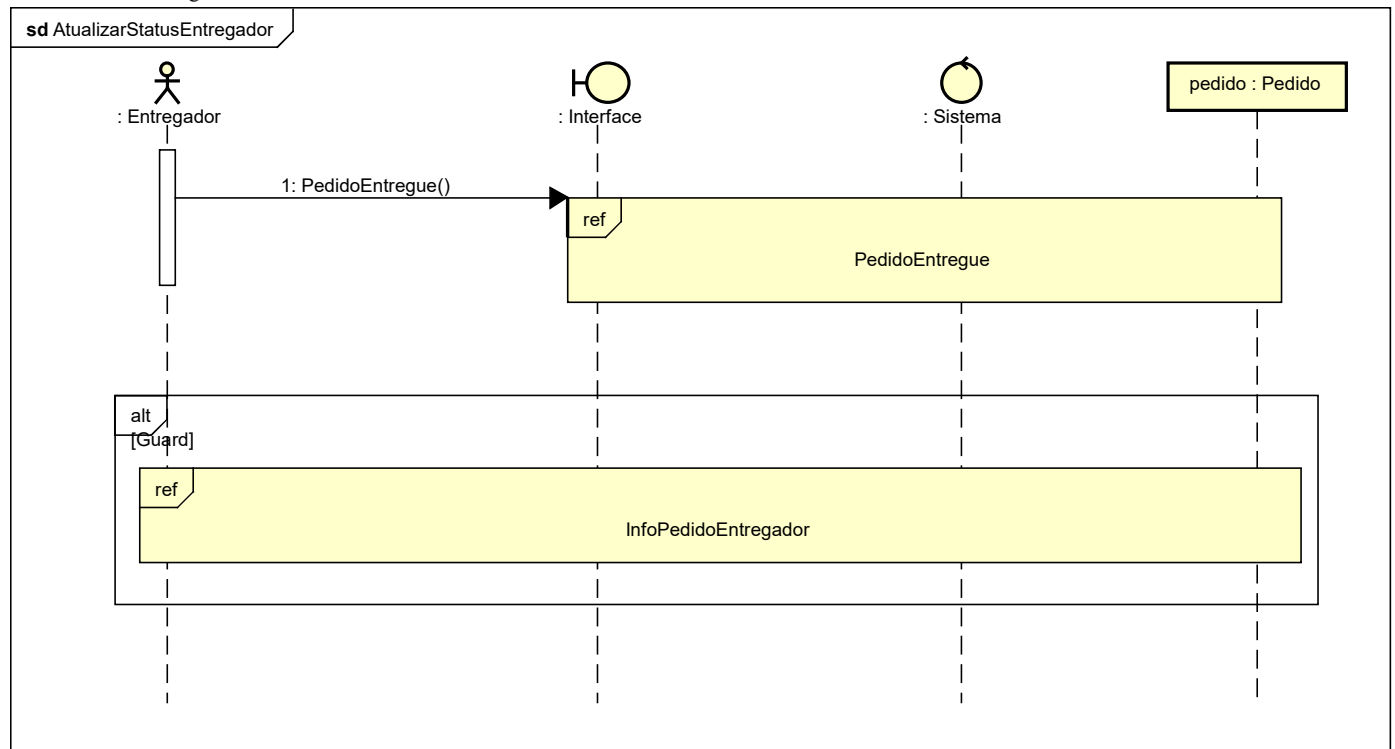 sd AtualizarStatusEntregador
: Entregador
: Interface
: Sistema
pedido : Pedido
1: PedidoEntregue()
ref
PedidoEntregue
alt
[Guard]
ref
InfoPedidoEntregador